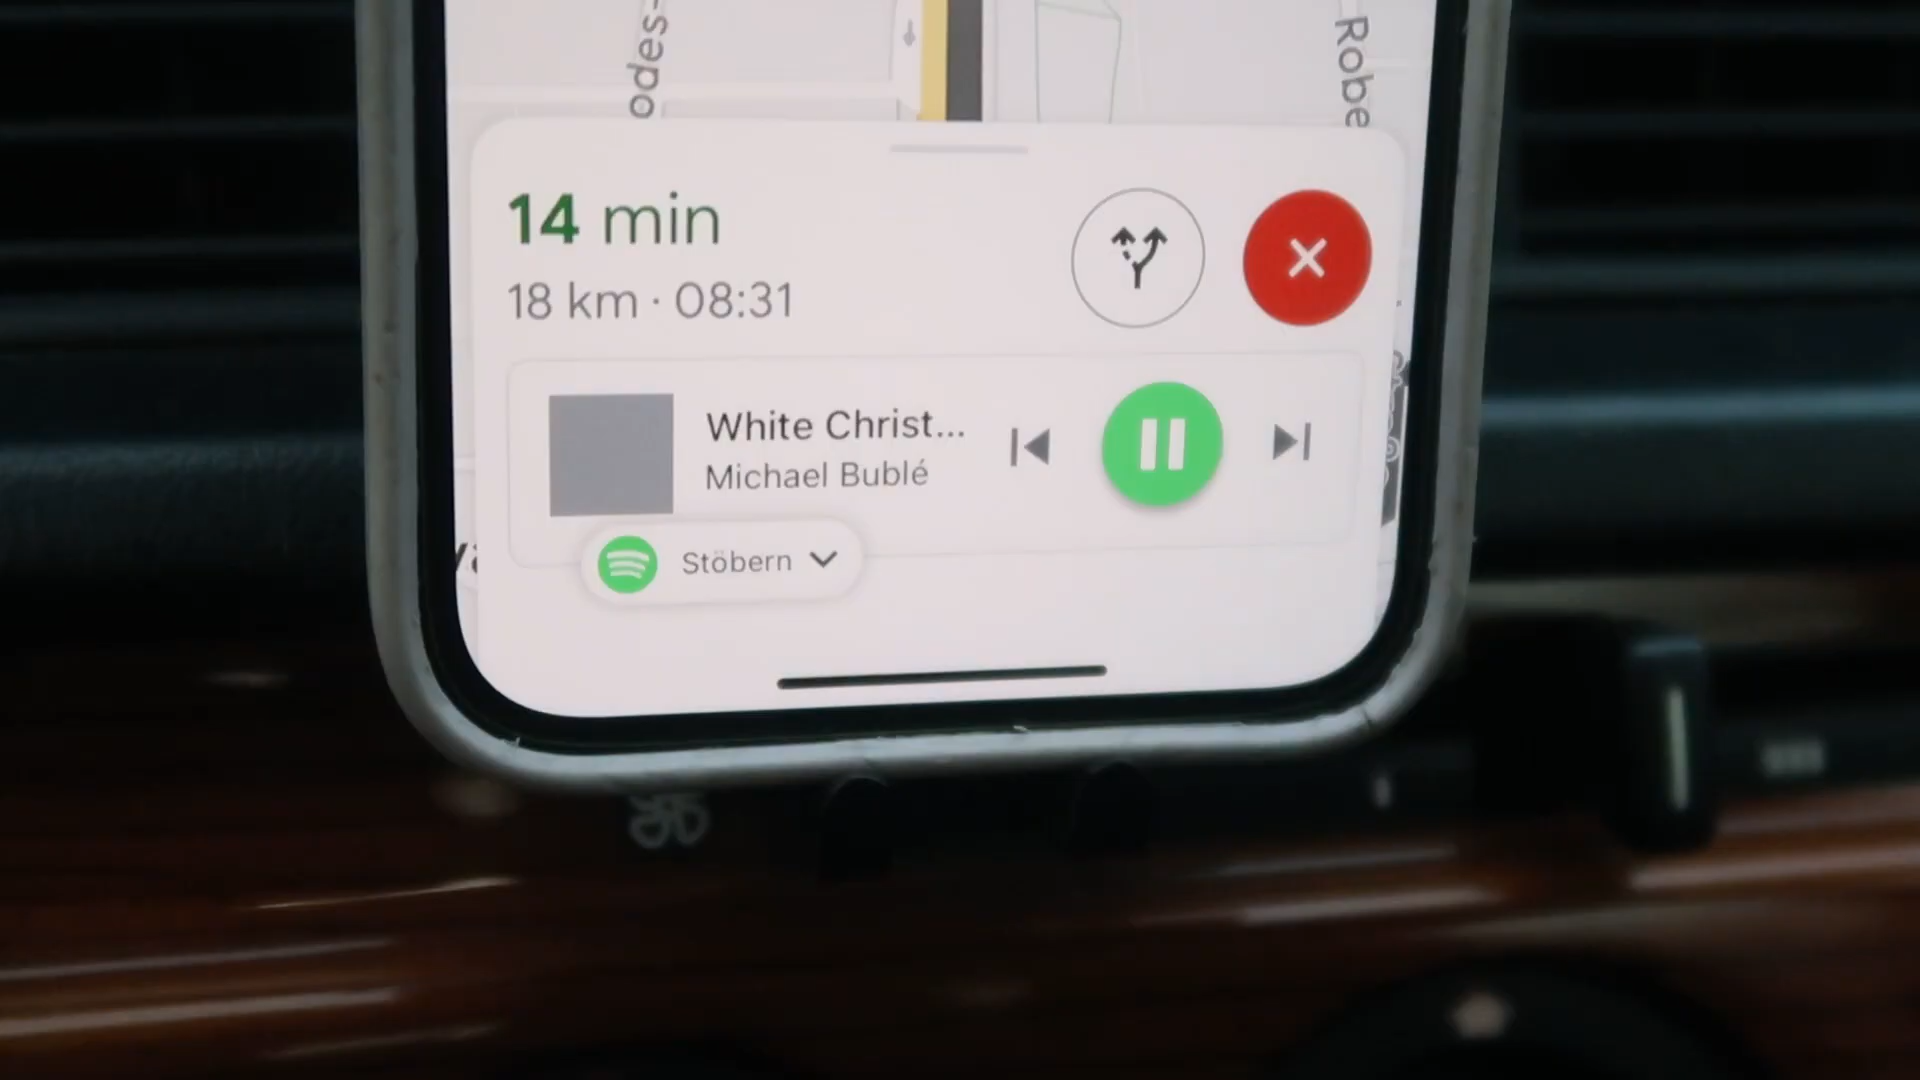 odes-
Robe
14 min
18 km · 08:31
White Christ...
Michael Bublé
Stöbern